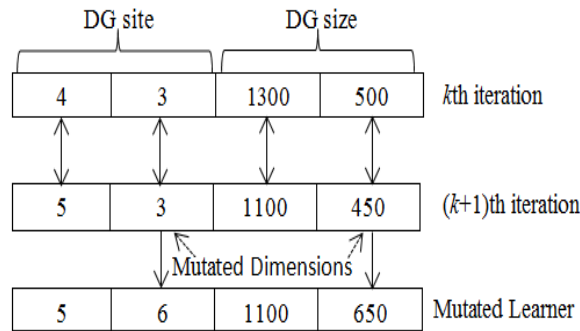 DG site DG size
4 3 1300 500 kth iteration
5 3 1100 450 (k+1)th iteration
Mutated Dimensions
5 6 1100 650 Mutated Learner